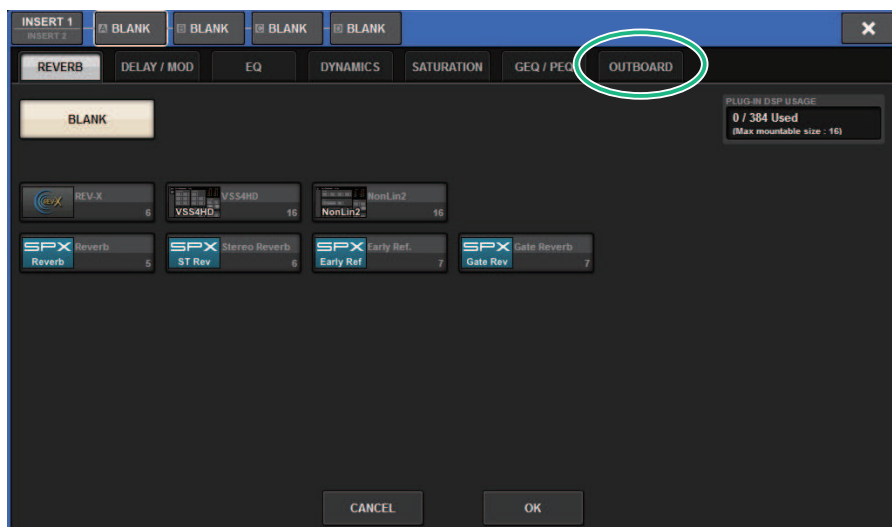 INSERT 1
INSERT 2
A BLANK
B BLANK
C BLANK
D BLANK
REVERB
DELAY / MOD
EQ
DYNAMICS
SATURATION
GEQ / PEQ
OUTBOARD
BLANK
PLUG-IN DSP USAGE
0 / 384 Used
(Max mountable size : 16)
REV-X
REV-X
6
VSS4HD
VSS4HD
16
NonLin2
NonLin2
16
SPX
Reverb
Reverb
5
SPX
ST Rev
Stereo Reverb
6
SPX
Early Ref
Early Ref.
7
SPX
Gate Rev
Gate Reverb
7
CANCEL
OK